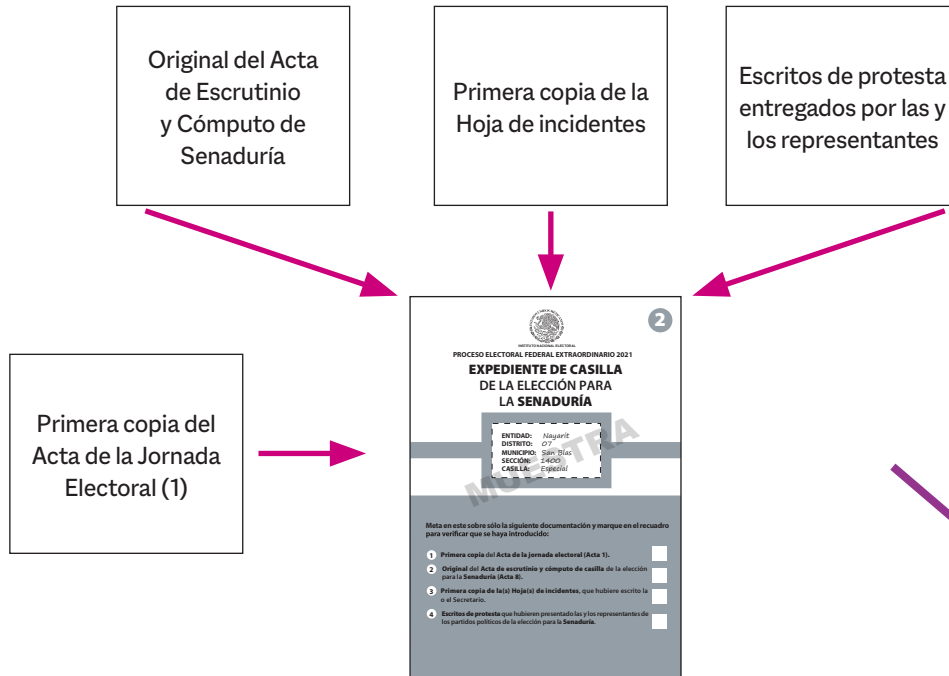 Original del Acta
de Escrutinio
y Cómputo de
Senaduría
Primera copia de la
Hoja de incidentes
Escritos de protesta
entregados por las y
los representantes
Primera copia del
Acta de la Jornada
Electoral (1)
2
INSTITUTO NACIONAL ELECTORAL
PROCESO ELECTORAL FEDERAL EXTRAORDINARIO 2021
EXPEDIENTE DE CASILLA
DE LA ELECCIÓN PARA
LA SENADURÍA
ENTIDAD: Nayarit
DISTRITO: 07
MUNICIPIO: San Blas
SECCIÓN: 1400
CASILLA: Especial
MUESTRA
Meta en este sobre sólo la siguiente documentación y marque en el recuadro
para verificar que se haya introducido:
1 Primera copia del Acta de la jornada electoral (Acta 1).
2 Original del Acta de escrutinio y cómputo de casilla de la elección
para la Senaduría (Acta 8).
3 Primera copia de la(s) Hoja(s) de incidentes, que hubiere escrito la
o el Secretario.
4 Escritos de protesta que hubieren presentado las y los representantes de
los partidos políticos de la elección para la Senaduría.